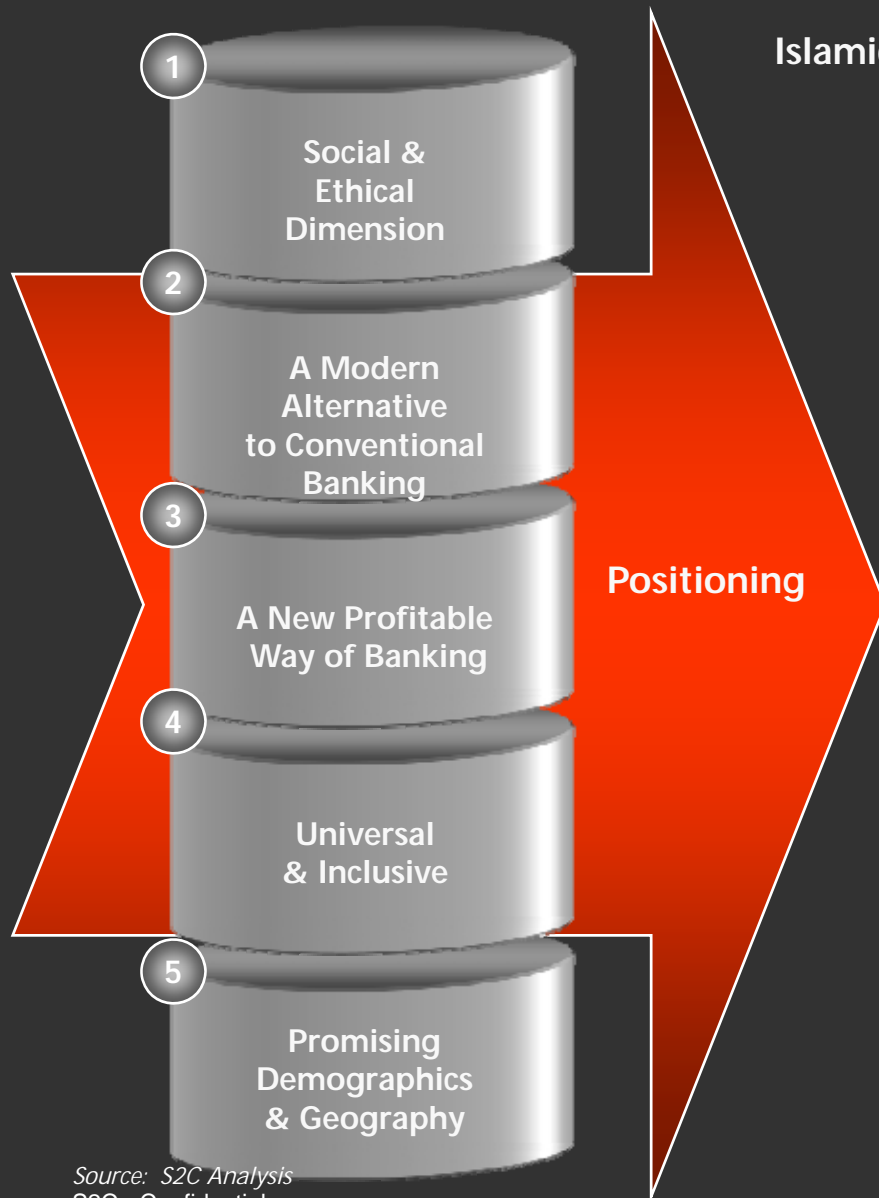 Islamic
1
Social &
Ethical
Dimension
2
A Modern
Alternative
to Conventional
Banking
3
A New Profitable
Way of Banking
Positioning
4
Universal
& Inclusive
5
Promising
Demographics
& Geography
Source: S2C Analysis